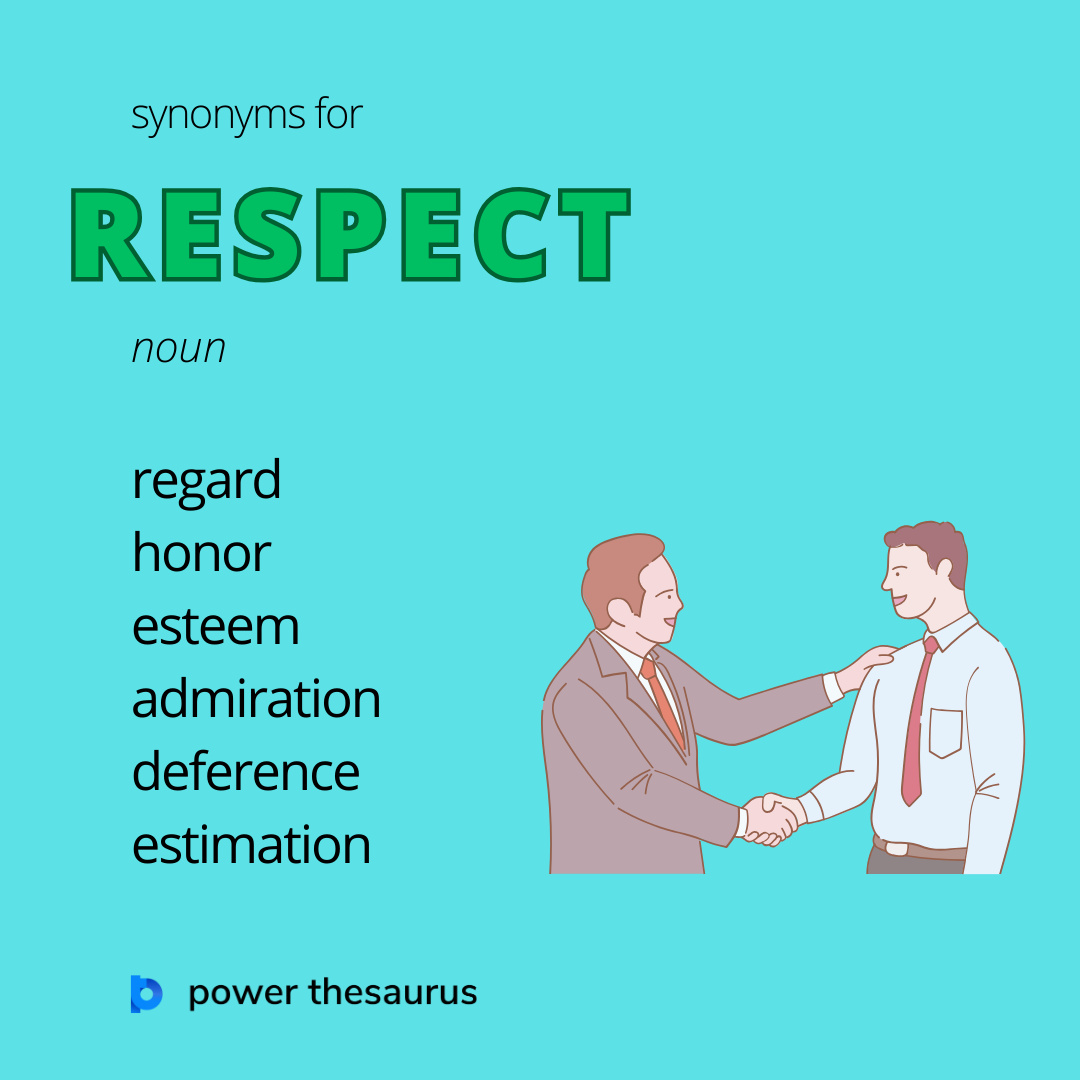 synonyms for
RESPECT
noun
regard
honor
esteem
admiration
deference
estimation
power thesaurus